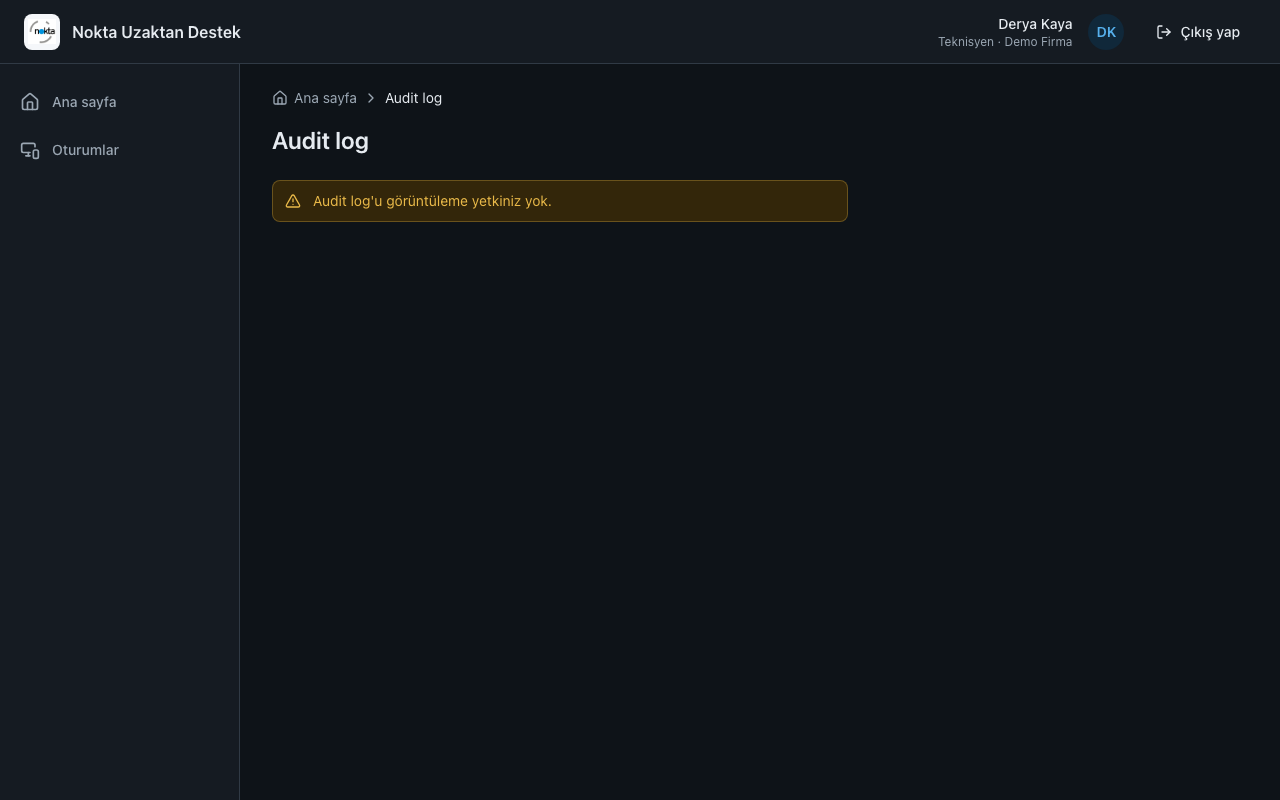 nokta
Nokta Uzaktan Destek
Derya Kaya
Teknisyen · Demo Firma
DK
Çıkış yap
Ana sayfa
Oturumlar
Ana sayfa
Audit log
Audit log
Audit log'u görüntüleme yetkiniz yok.